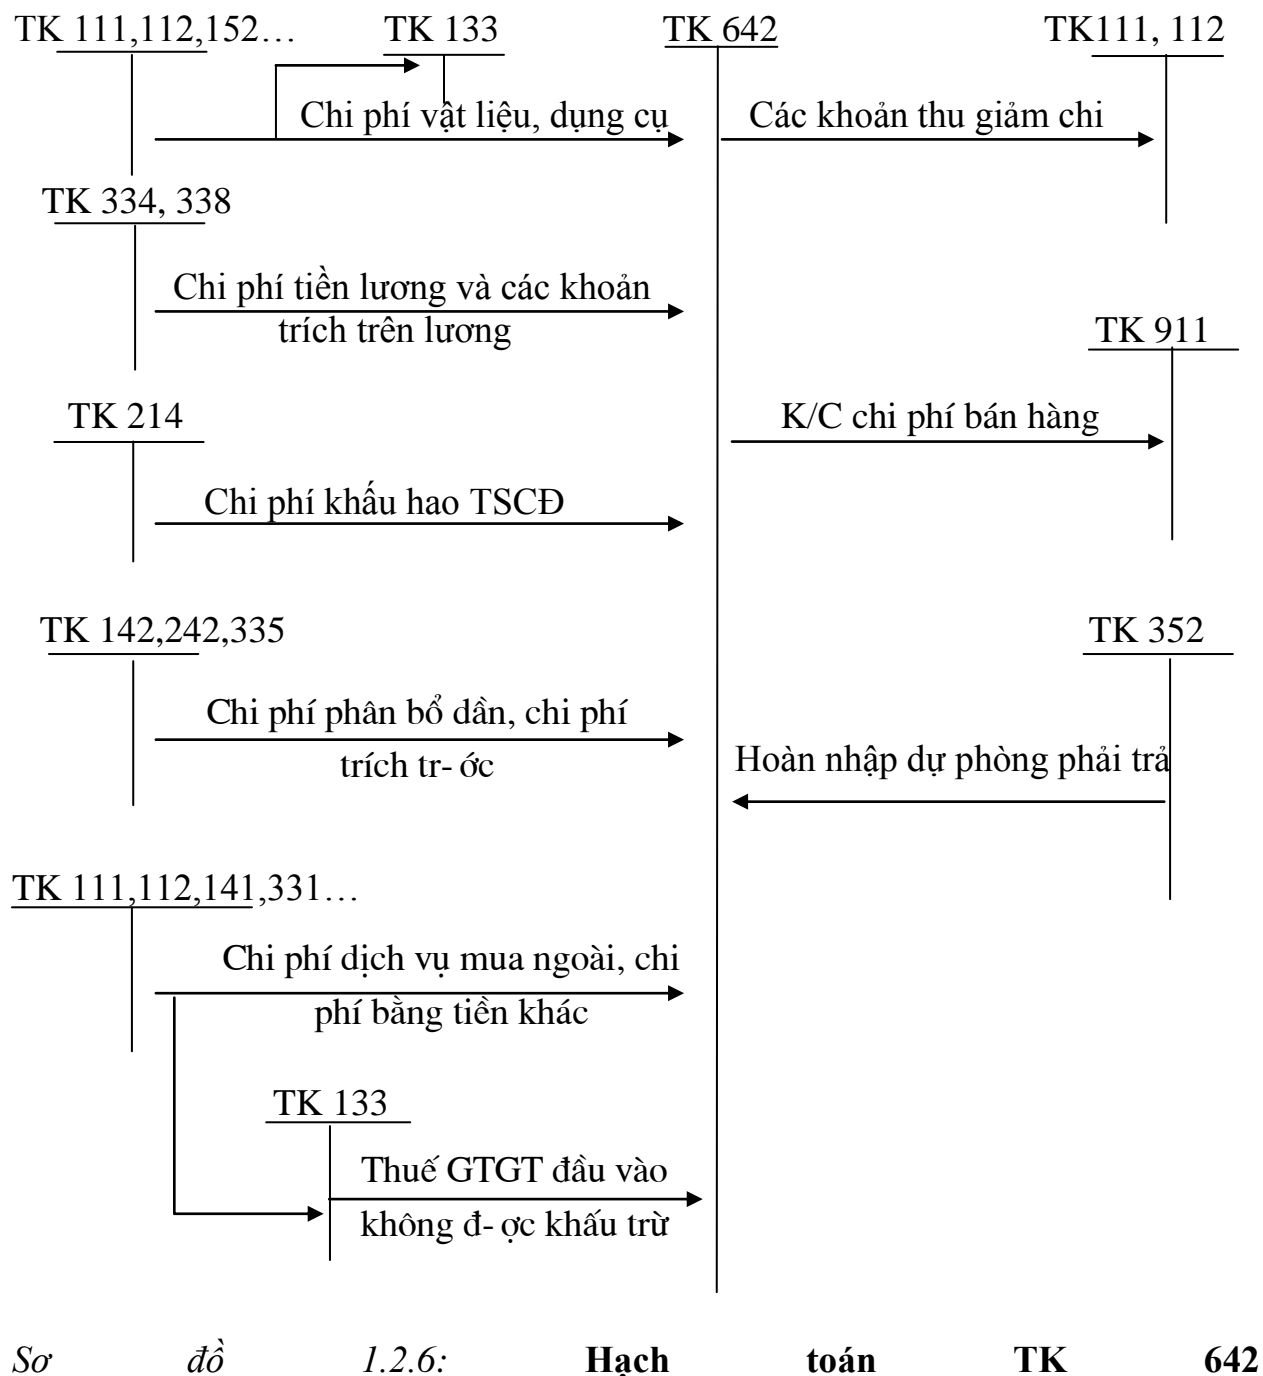 TK 111,112,152…
TK 133
TK 642
TK111, 112
Chi phí vật liệu, dụng cụ
Các khoản thu giảm chi
TK 334, 338
Chi phí tiền lương và các khoản
trích trên lương
TK 911
TK 214
K/C chi phí bán hàng
Chi phí khấu hao TSCĐ
TK 142,242,335
TK 352
Chi phí phân bổ dần, chi phí
trích tr- ớc
Hoàn nhập dự phòng phải trả
TK 111,112,141,331…
Chi phí dịch vụ mua ngoài, chi
phí bằng tiền khác
TK 133
Thuế GTGT đầu vào
không đ- ợc khấu trừ
Sơ đồ 1.2.6: Hạch toán TK 642